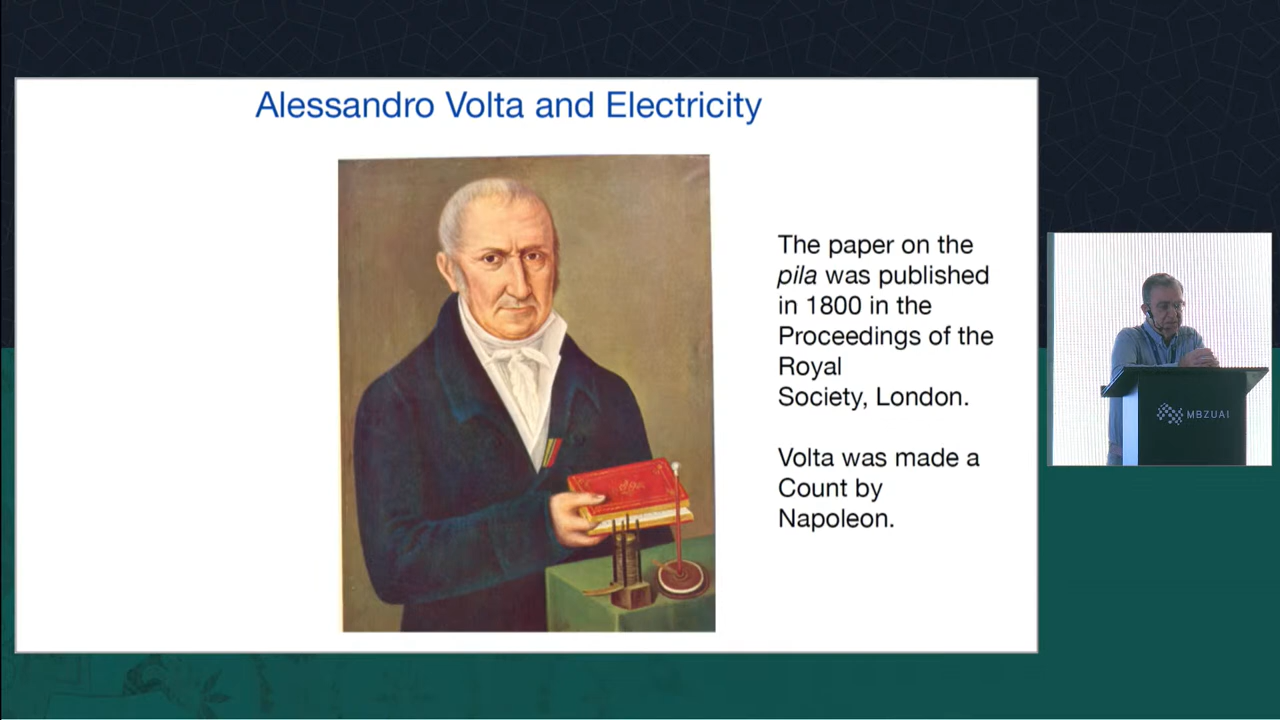 Alessandro Volta and Electricity
The paper on the
pila was published
in 1800 in the
Proceedings of the
Royal
Society, London.
Volta was made a
Count by
Napoleon.
MBZUAI